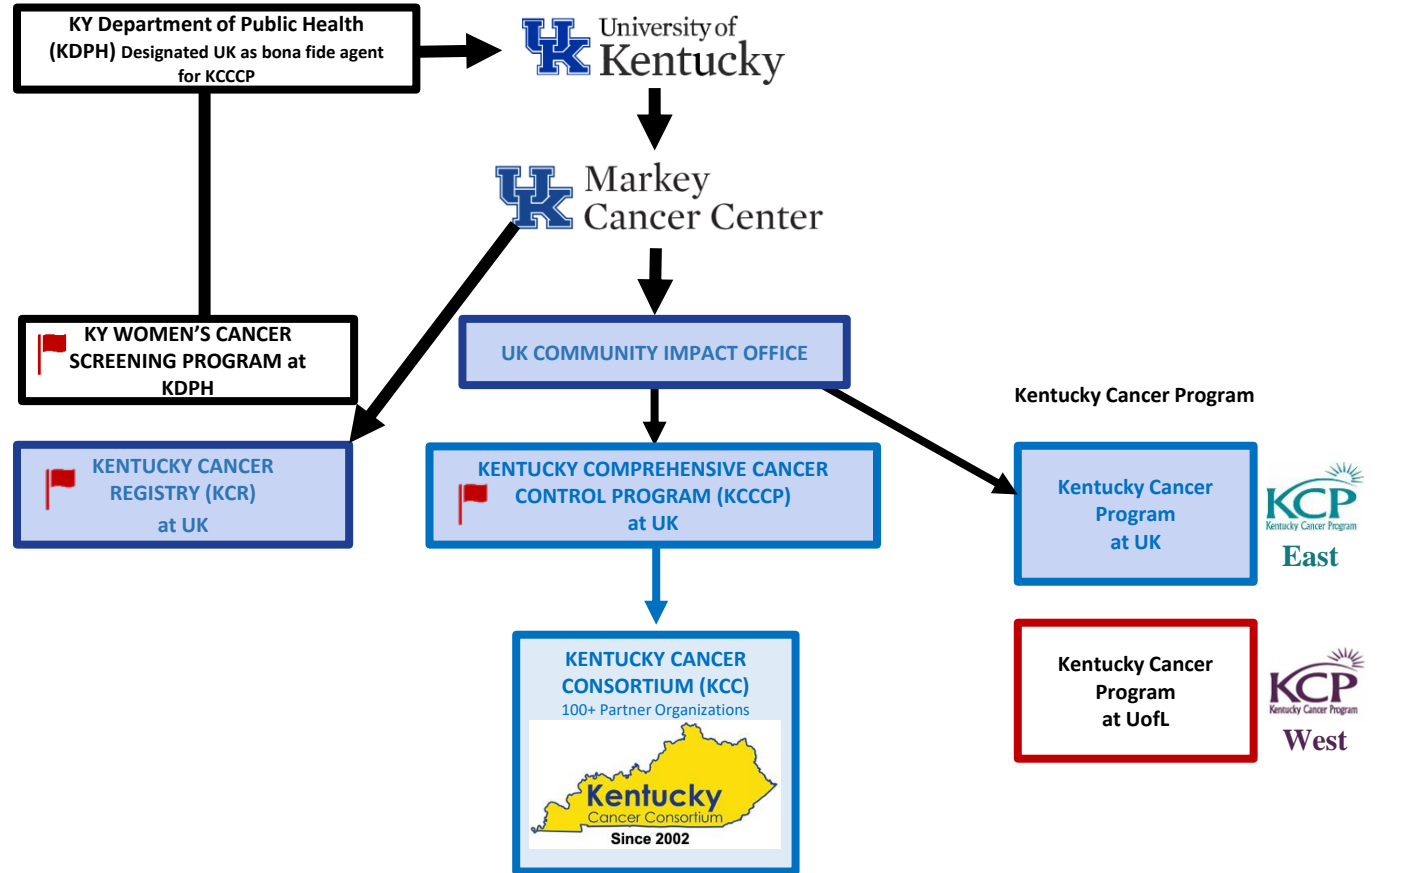 KY Department of Public Health
(KDPH) Designated UK as bona fide agent
for KCCCP
University of
Kentucky
UK
Markey
Cancer Center
UK
KY WOMEN'S CANCER
SCREENING PROGRAM at
KDPH
UK COMMUNITY IMPACT OFFICE
Kentucky Cancer Program
KENTUCKY CANCER
REGISTRY (KCR)
at UK
KENTUCKY COMPREHENSIVE CANCER
CONTROL PROGRAM (KCCCP)
at UK
Kentucky Cancer
Program
at UK
KCP
Kentucky Cancer Program
East
KENTUCKY CANCER
CONSORTIUM (KCC)
100+ Partner Organizations
Kentucky
Cancer Consortium
Since 2002
Kentucky Cancer
Program
at UofL
KCP
Kentucky Cancer Program
West